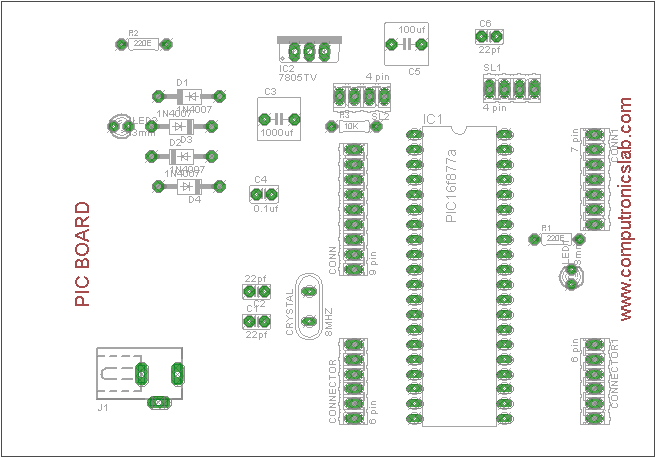 R2
220E
IC2
7805TV
100uf
C5
C6
22pf
SL1
4 pin
4 pin
SL2
D1
1N4007
1N4007
LED2
3mm
D3
D2
1N4007
D4
C3
1000uf
R3
10K
IC1
PIC16f877a
7 pin
CONN1
C4
0.1uf
CONN
9 pin
R1
220E
LED1
3mm
PIC BOARD
www.computronicslab.com
22pf
C2
C1
22pf
CRYSTAL
8MHZ
J1
CONNECTOR
6 pin
6 pin
CONNECTOR1